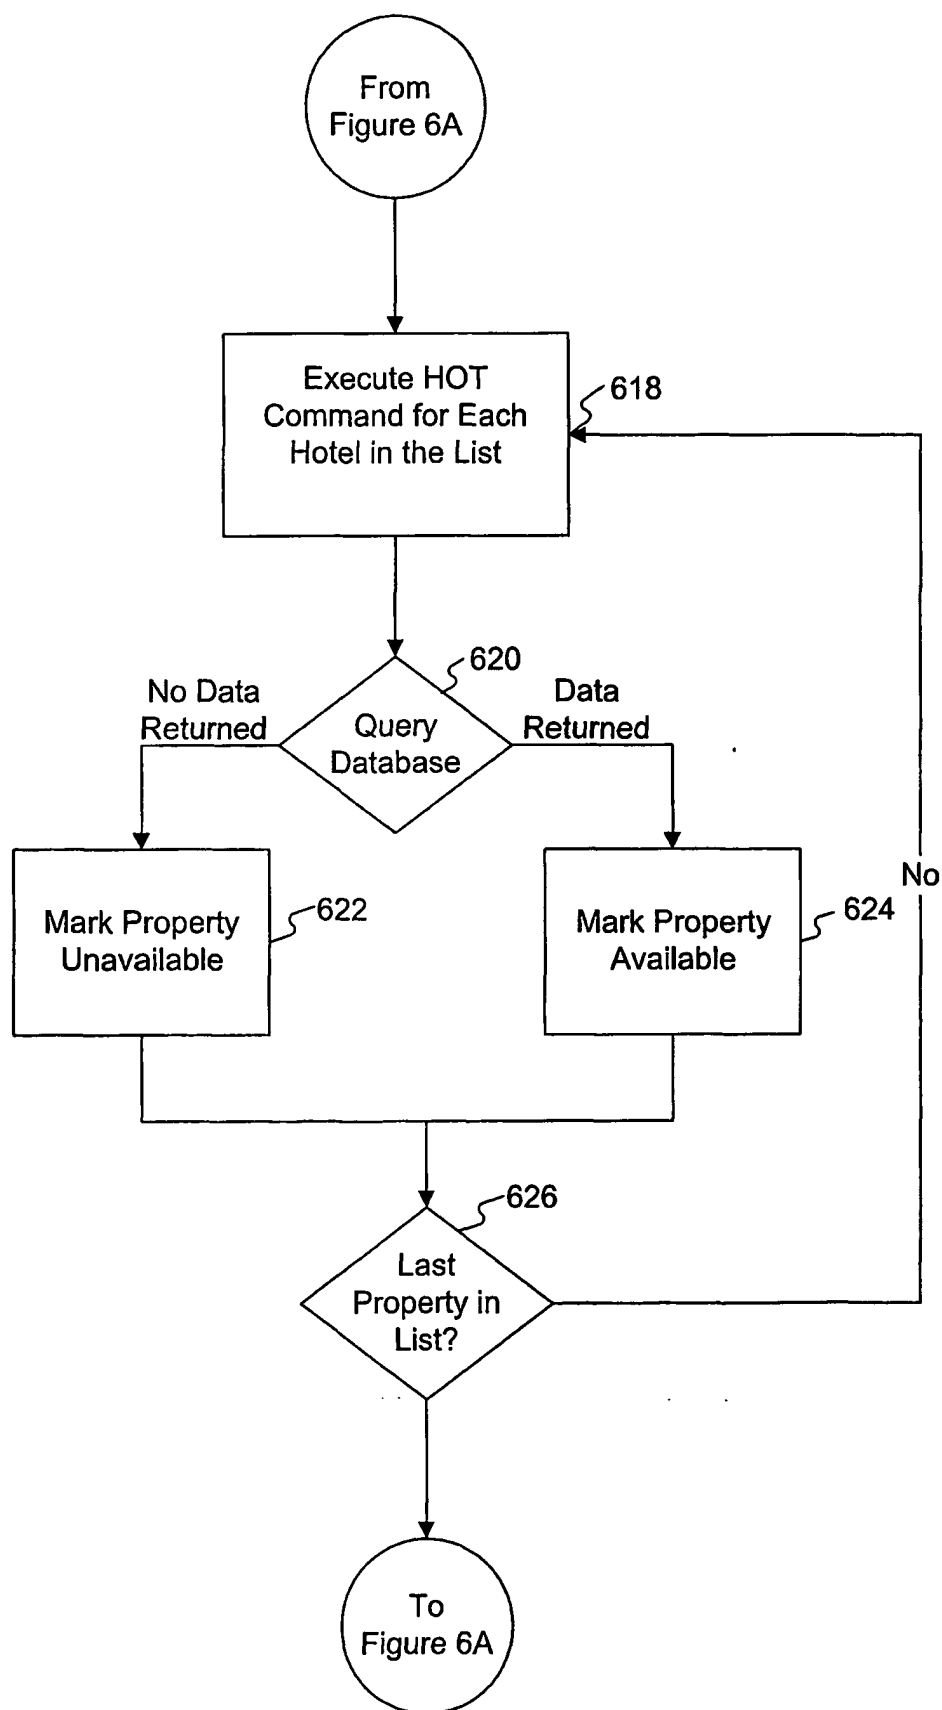 From
Figure 6A
Execute HOT
Command for Each
Hotel in the List
618
620
No Data
Returned
Data
Returned
Query
Database
No
Mark Property
Unavailable
622
Mark Property
Available
624
626
Last
Property in
List?
To
Figure 6A